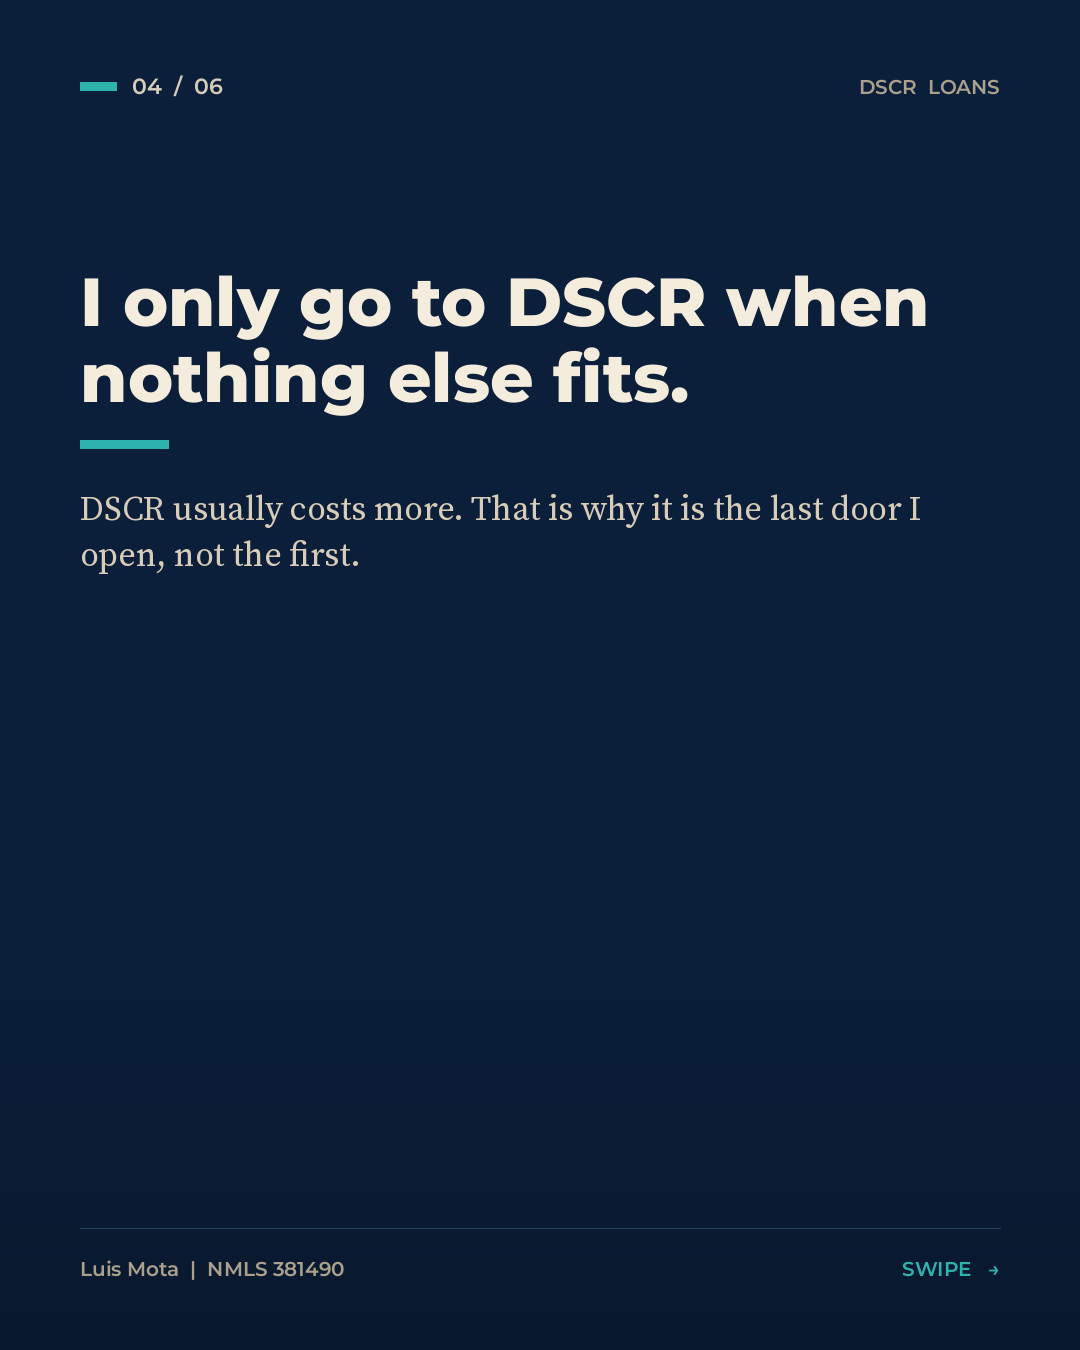 04 / 06
DSCR LOANS
I only go to DSCR when
nothing else fits.
DSCR usually costs more. That is why it is the last door I
open, not the first.
Luis Mota | NMLS 381490
SWIPE →